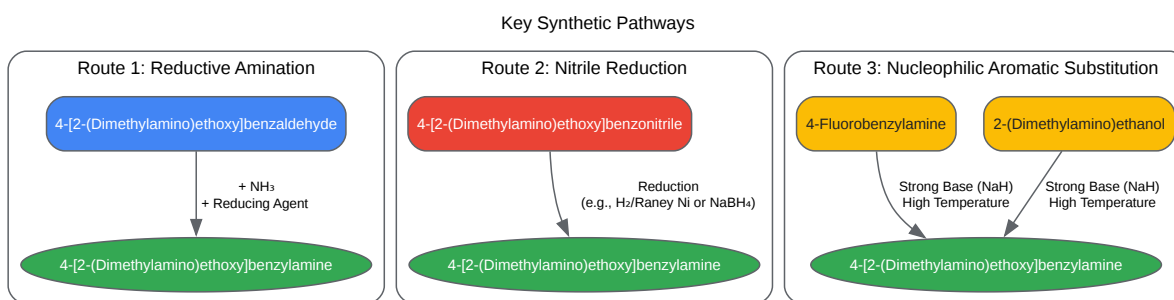 Key Synthetic Pathways
Route 1: Reductive Amination
4-[2-(Dimethylamino)ethoxy]benzaldehyde
+ NH₃
+ Reducing Agent
4-[2-(Dimethylamino)ethoxy]benzylamine
Route 2: Nitrile Reduction
4-[2-(Dimethylamino)ethoxy]benzonitrile
Reduction
(e.g., H₂/Raney Ni or NaBH₄)
4-[2-(Dimethylamino)ethoxy]benzylamine
Route 3: Nucleophilic Aromatic Substitution
4-Fluorobenzylamine
2-(Dimethylamino)ethanol
Strong Base (NaH)
High Temperature
Strong Base (NaH)
High Temperature
4-[2-(Dimethylamino)ethoxy]benzylamine